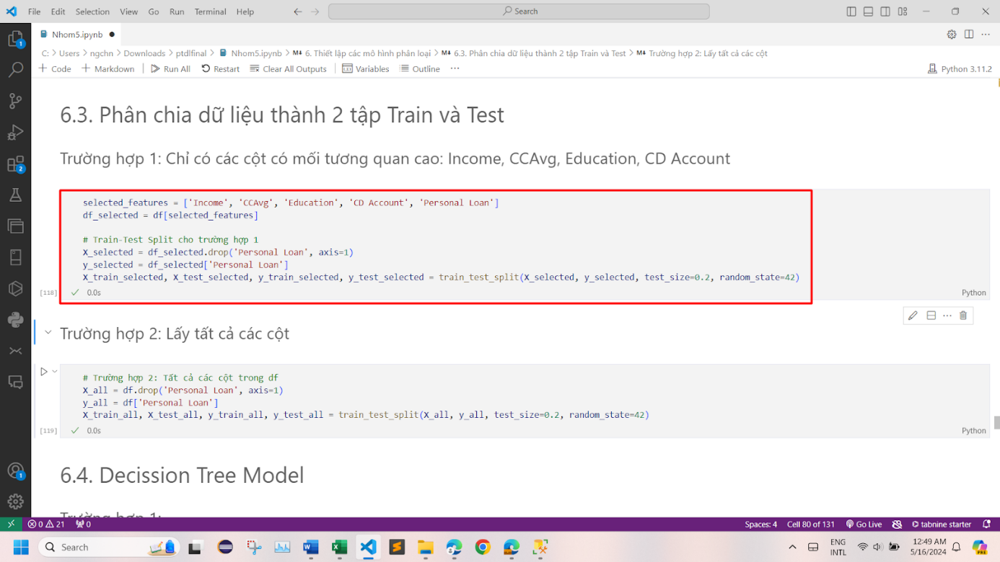 File Edit Selection View Go Run Terminal Help
Search
Nhom5.ipynb
C: > Users > ngchn > Downloads > ptdlfinal > Nhom5.ipynb > M↓ 6. Thiết lập các mô hình phân loại > M↓ 6.3. Phân chia dữ liệu thành 2 tập Train và Test > M↓ Trường hợp 2: Lấy tất cả các cột
+ Code + Markdown Run All Restart Clear All Outputs Variables Outline ... Python 3.11.2
6.3. Phân chia dữ liệu thành 2 tập Train và Test
Trường hợp 1: Chỉ có các cột có mối tương quan cao: Income, CCAvg, Education, CD Account
selected_features = ['Income', 'CCAvg', 'Education', 'CD Account', 'Personal Loan']
df_selected = df[selected_features]
# Train-Test Split cho trường hợp 1
X_selected = df_selected.drop('Personal Loan', axis=1)
y_selected = df_selected['Personal Loan']
X_train_selected, X_test_selected, y_train_selected, y_test_selected = train_test_split(X_selected, y_selected, test_size=0.2, random_state=42)
[118] 0.0s Python
Trường hợp 2: Lấy tất cả các cột
# Trường hợp 2: Tất cả các cột trong df
X_all = df.drop('Personal Loan', axis=1)
y_all = df['Personal Loan']
X_train_all, X_test_all, y_train_all, y_test_all = train_test_split(X_all, y_all, test_size=0.2, random_state=42)
[119] 0.0s Python
6.4. Decission Tree Model
Trường hợp 1:
0 21 0 Spaces: 4 Cell 80 of 131 Go Live tabnine starter
Search
ENG
INTL
12:49 AM
5/16/2024